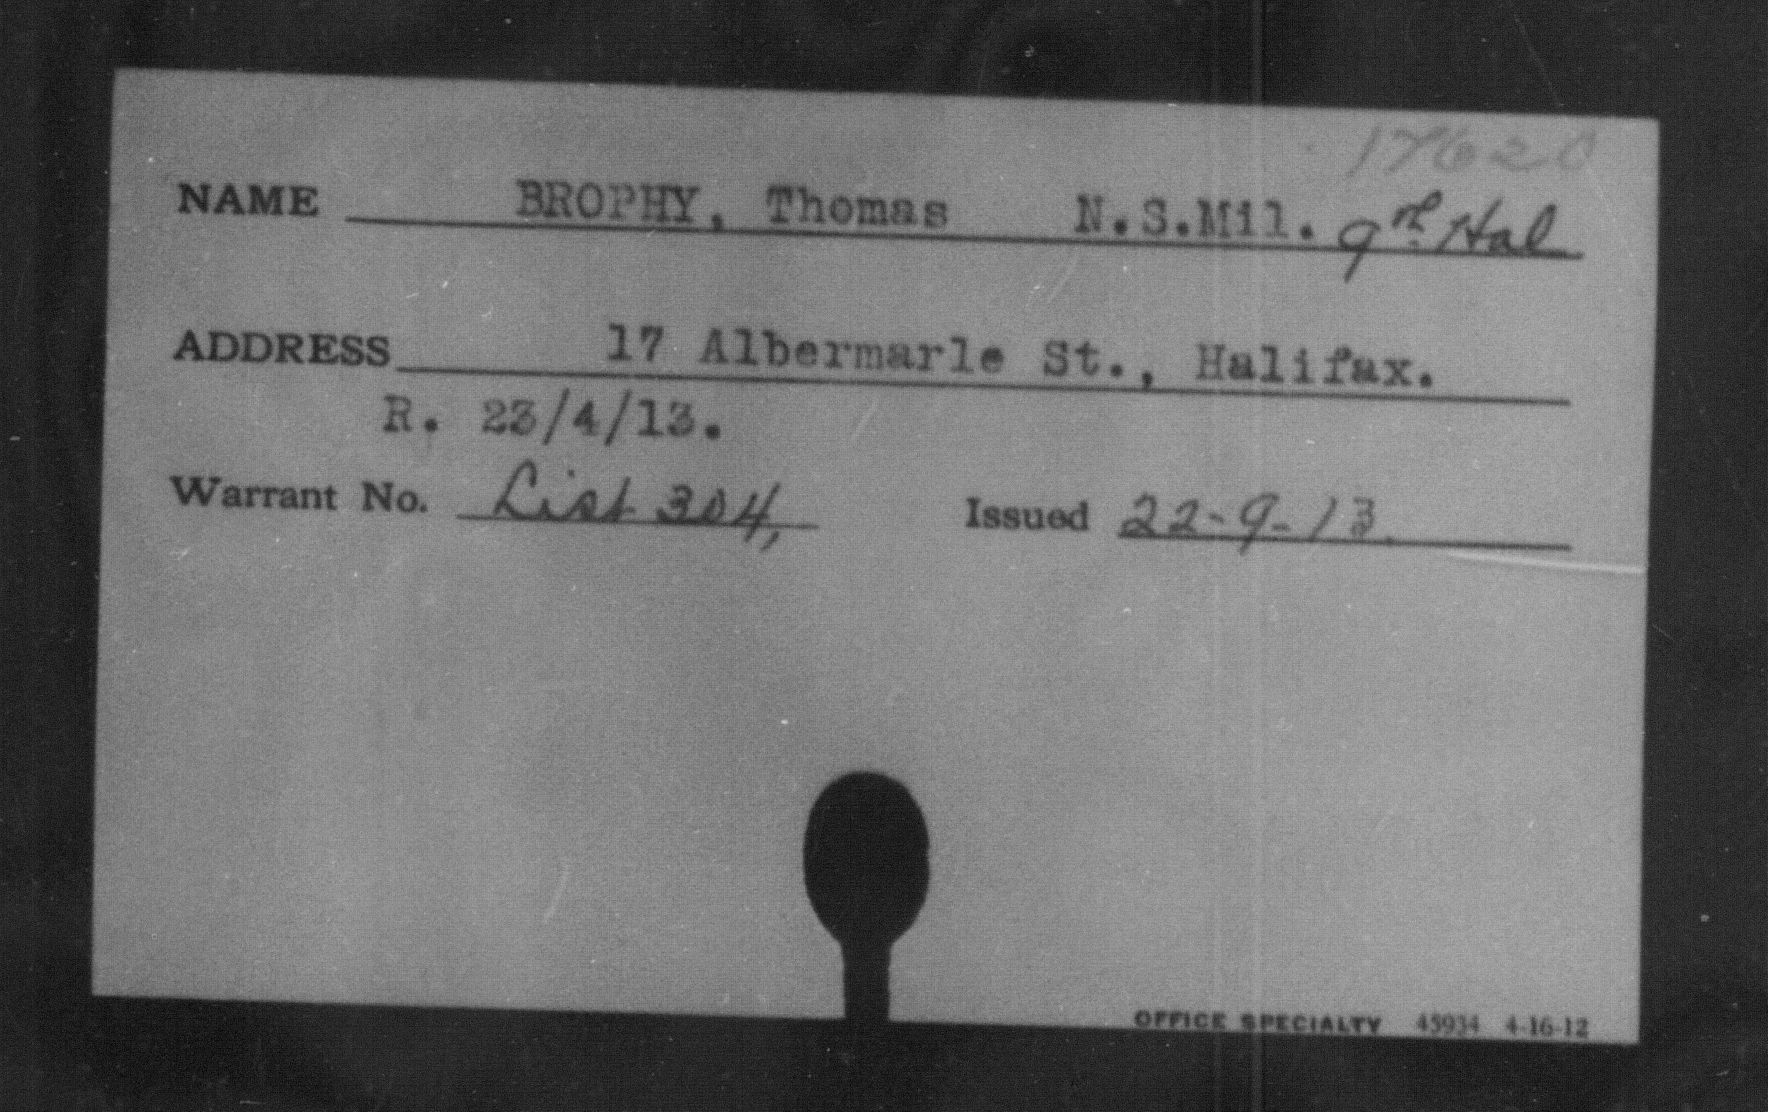 17620
NAME BROPHY, Thomas N.S.Mil. 9th Hal
ADDRESS 17 Albermarle St., Halifax.
R. 23/4/13.
Warrant No. List 304, Issued 22-9-13.
OFFICE SPECIALTY 45934 4-16-12